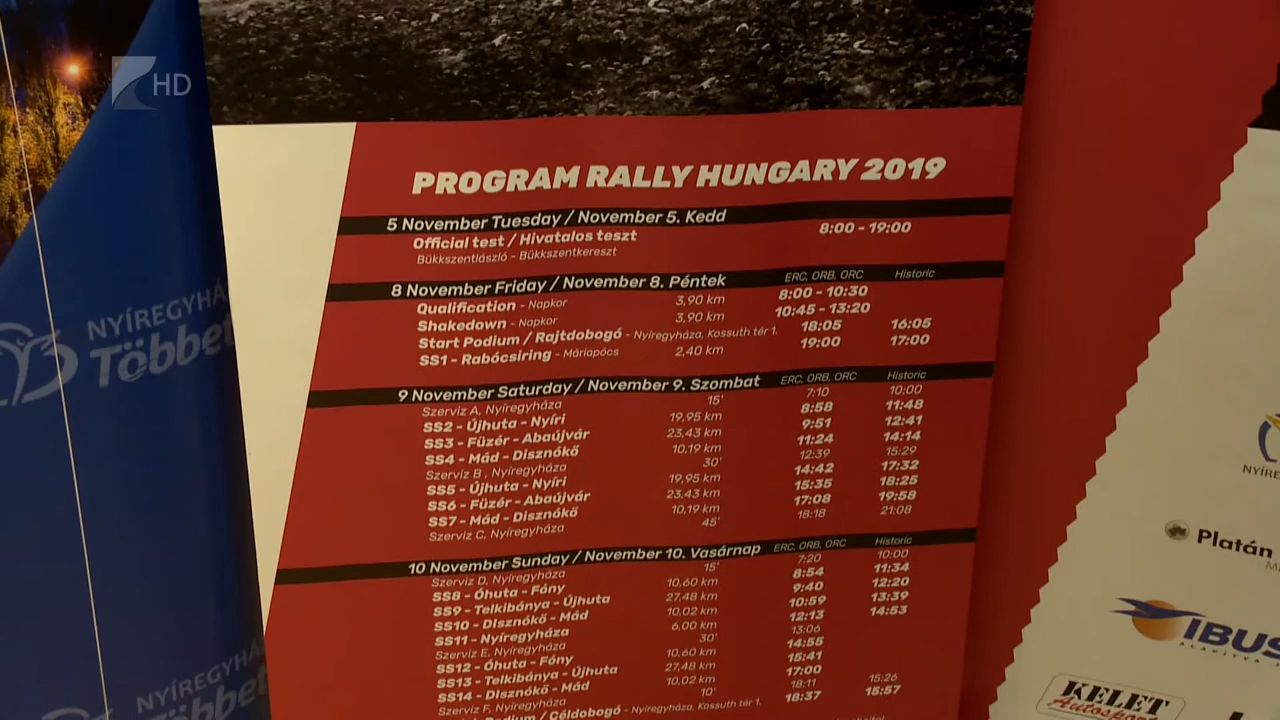 HD
PROGRAM RALLY HUNGARY 2019
5 November Tuesday / November 5. Kedd
Official test / Hivatalos teszt 8:00 - 19:00
Bükkszentlászló - Bükkszentkereszt
8 November Friday / November 8. Péntek ERC, ORB, ORC Historic
Qualification - Napkor 3,90 km 8:00 - 10:30
Shakedown - Napkor 3,90 km 10:45 - 13:20
Start Podium / Rajtdobogó - Nyíregyháza, Kossuth tér 1. 18:05 16:05
SS1 - Rabócsiring - Máriapócs 2,40 km 19:00 17:00
9 November Saturday / November 9. Szombat ERC, ORB, ORC Historic
Szerviz A, Nyíregyháza 15' 7:10 10:00
SS2 - Újhuta - Nyíri 19,95 km 8:58 11:48
SS3 - Füzér - Abaújvár 23,43 km 9:51 12:41
SS4 - Mád - Disznókő 10,19 km 11:24 14:14
Szerviz B , Nyíregyháza 30' 12:39 15:29
SS5 - Újhuta - Nyíri 19,95 km 14:42 17:32
SS6 - Füzér - Abaújvár 23,43 km 15:35 18:25
SS7 - Mád - Disznókő 10,19 km 17:08 19:58
Szerviz C, Nyíregyháza 45' 18:18 21:08
10 November Sunday / November 10. Vasárnap ERC, ORB, ORC Historic
Szerviz D, Nyíregyháza 15' 7:20 10:00
SS8 - Óhuta - Fóny 10,60 km 8:54 11:34
SS9 - Telkibánya - Újhuta 27,48 km 9:40 12:20
SS10 - Disznókő - Mád 10,02 km 10:59 13:39
SS11 - Nyíregyháza 6,00 km 12:13 14:53
Szerviz E, Nyíregyháza 30' 13:06
SS12 - Óhuta - Fóny 10,60 km 14:55
SS13 - Telkibánya - Újhuta 27,48 km 15:41
SS14 - Disznókő - Mád 10,02 km 17:00
Szerviz F, Nyíregyháza 10' 18:11 15:26
Podium / Céldobogó - Nyíregyháza, Kossuth tér 1. 18:37 15:57
NYÍREGYHÁ
Többet
NYÍREGYHÁ
NYÍRE
Platán
IBUS
ALAKÍTVA
KELET